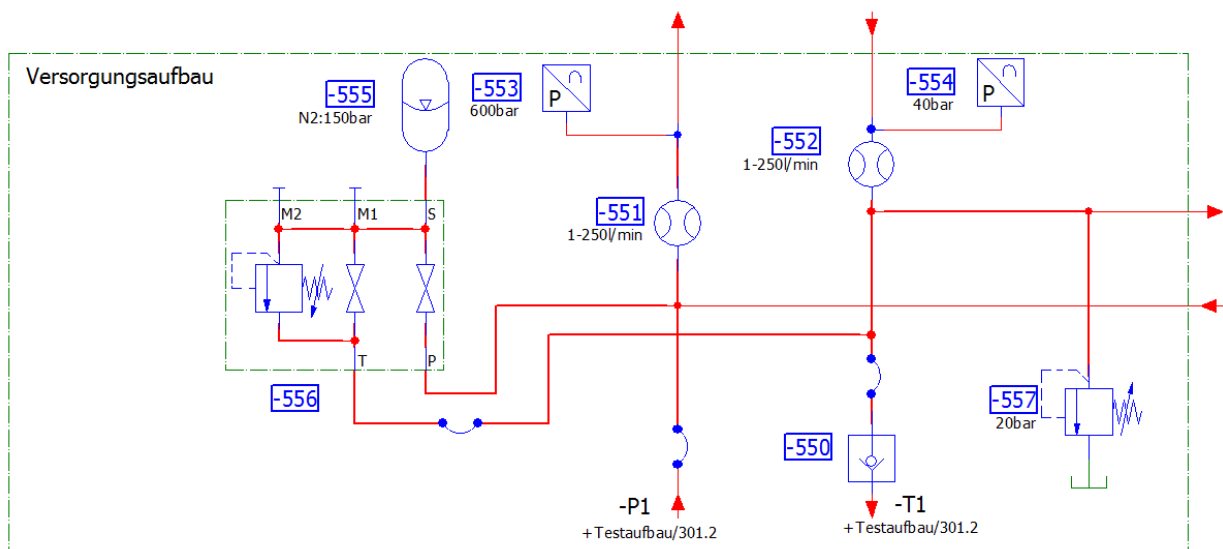 Versorgungsaufbau
-555
N2:150bar
-553
600bar
P
-554
40bar
P
-552
1-250l/min
M2
M1
S
-551
1-250l/min
T
P
-556
-557
20bar
-550
-P1
+Testaufbau/301.2
-T1
+Testaufbau/301.2